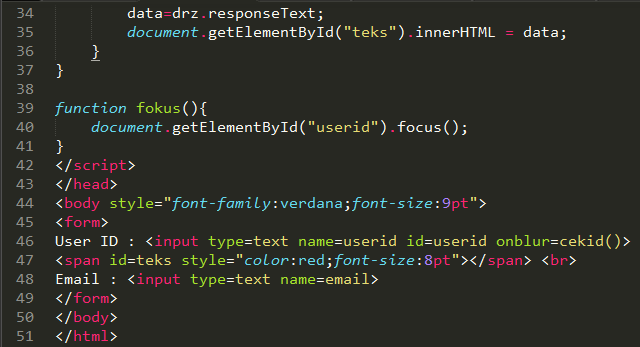 34 data=drz.responseText;
35 document.getElementById("teks").innerHTML = data;
36 }
37 }
38
39 function fokus(){
40 document.getElementById("userid").focus();
41 }
42 </script>
43 </head>
44 <body style="font-family:verdana;font-size:9pt">
45 <form>
46 User ID : <input type=text name=userid id=userid onblur=cekid()>
47 <span id=teks style="color:red;font-size:8pt"></span> <br>
48 Email : <input type=text name=email>
49 </form>
50 </body>
51 </html>